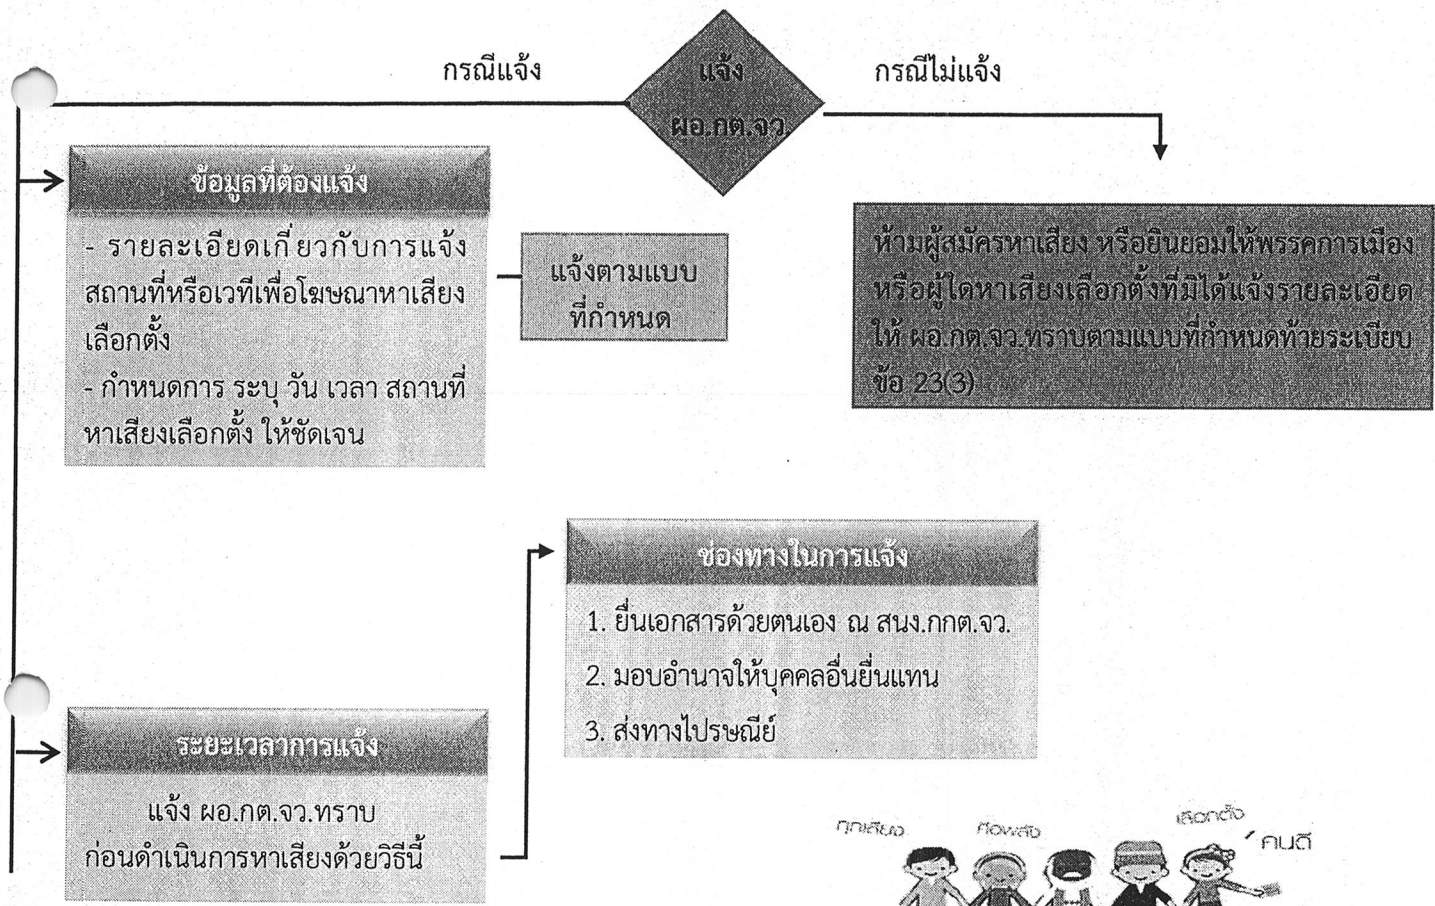 กรณีแจ้ง
แจ้ง
ผอ.กต.จว.
กรณีไม่แจ้ง
ข้อมูลที่ต้องแจ้ง
- รายละเอียดเกี่ยวกับการแจ้ง
สถานที่หรือเวทีเพื่อโฆษณาหาเสียง
เลือกตั้ง
- กำหนดการ ระบุ วัน เวลา สถานที่
หาเสียงเลือกตั้ง ให้ชัดเจน
แจ้งตามแบบ
ที่กำหนด
ห้ามผู้สมัครหาเสียง หรือยินยอมให้พรรคการเมือง
หรือผู้ใดหาเสียงเลือกตั้งที่มิได้แจ้งรายละเอียด
ให้ ผอ.กต.จว.ทราบตามแบบที่กำหนดท้ายระเบียบ
ข้อ 23(3)
ช่องทางในการแจ้ง
1. ยื่นเอกสารด้วยตนเอง ณ สนง.กกต.จว.
2. มอบอำนาจให้บุคคลอื่นยื่นแทน
3. ส่งทางไปรษณีย์
ระยะเวลาการแจ้ง
แจ้ง ผอ.กต.จว.ทราบ
ก่อนดำเนินการหาเสียงด้วยวิธีนี้
ทุกเสียง
คือพลัง
เลือกตั้ง
คนดี